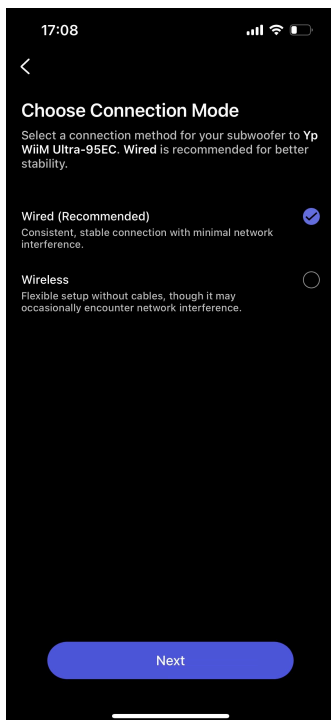 17:08
Choose Connection Mode
Select a connection method for your subwoofer to Yp
WiiM Ultra-95EC. Wired is recommended for better
stability.
Wired (Recommended)
Consistent, stable connection with minimal network
interference.
Wireless
Flexible setup without cables, though it may
occasionally encounter network interference.
Next